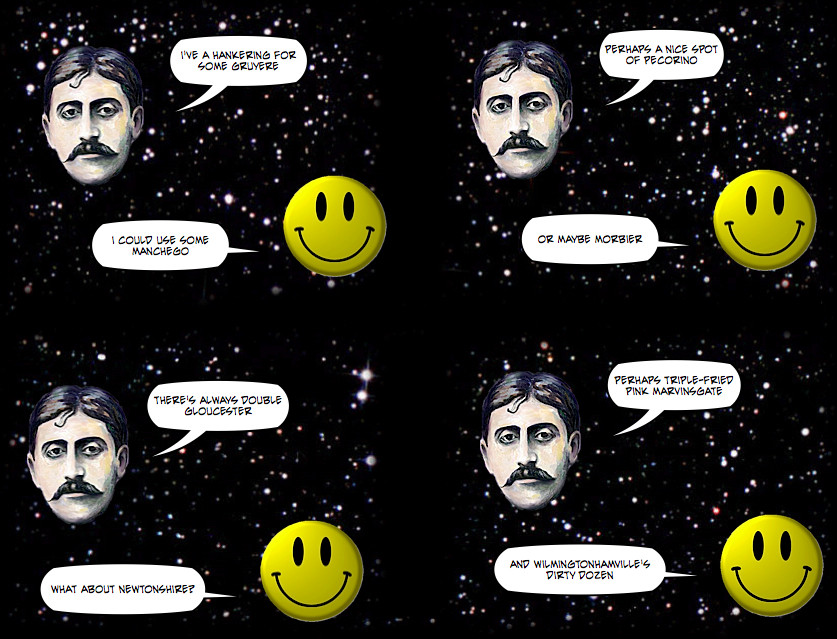 I'VE A HANKERING FOR
SOME GRUYERE
I COULD USE SOME
MANCHEGO
PERHAPS A NICE SPOT
OF PECORINO
OR MAYBE MORBIER
THERE'S ALWAYS DOUBLE
GLOUCESTER
WHAT ABOUT NEWTONSHIRE?
PERHAPS TRIPLE-FRIED
PINK MARVINSGATE
AND WILMINGTONHAMVILLE'S
DIRTY DOZEN